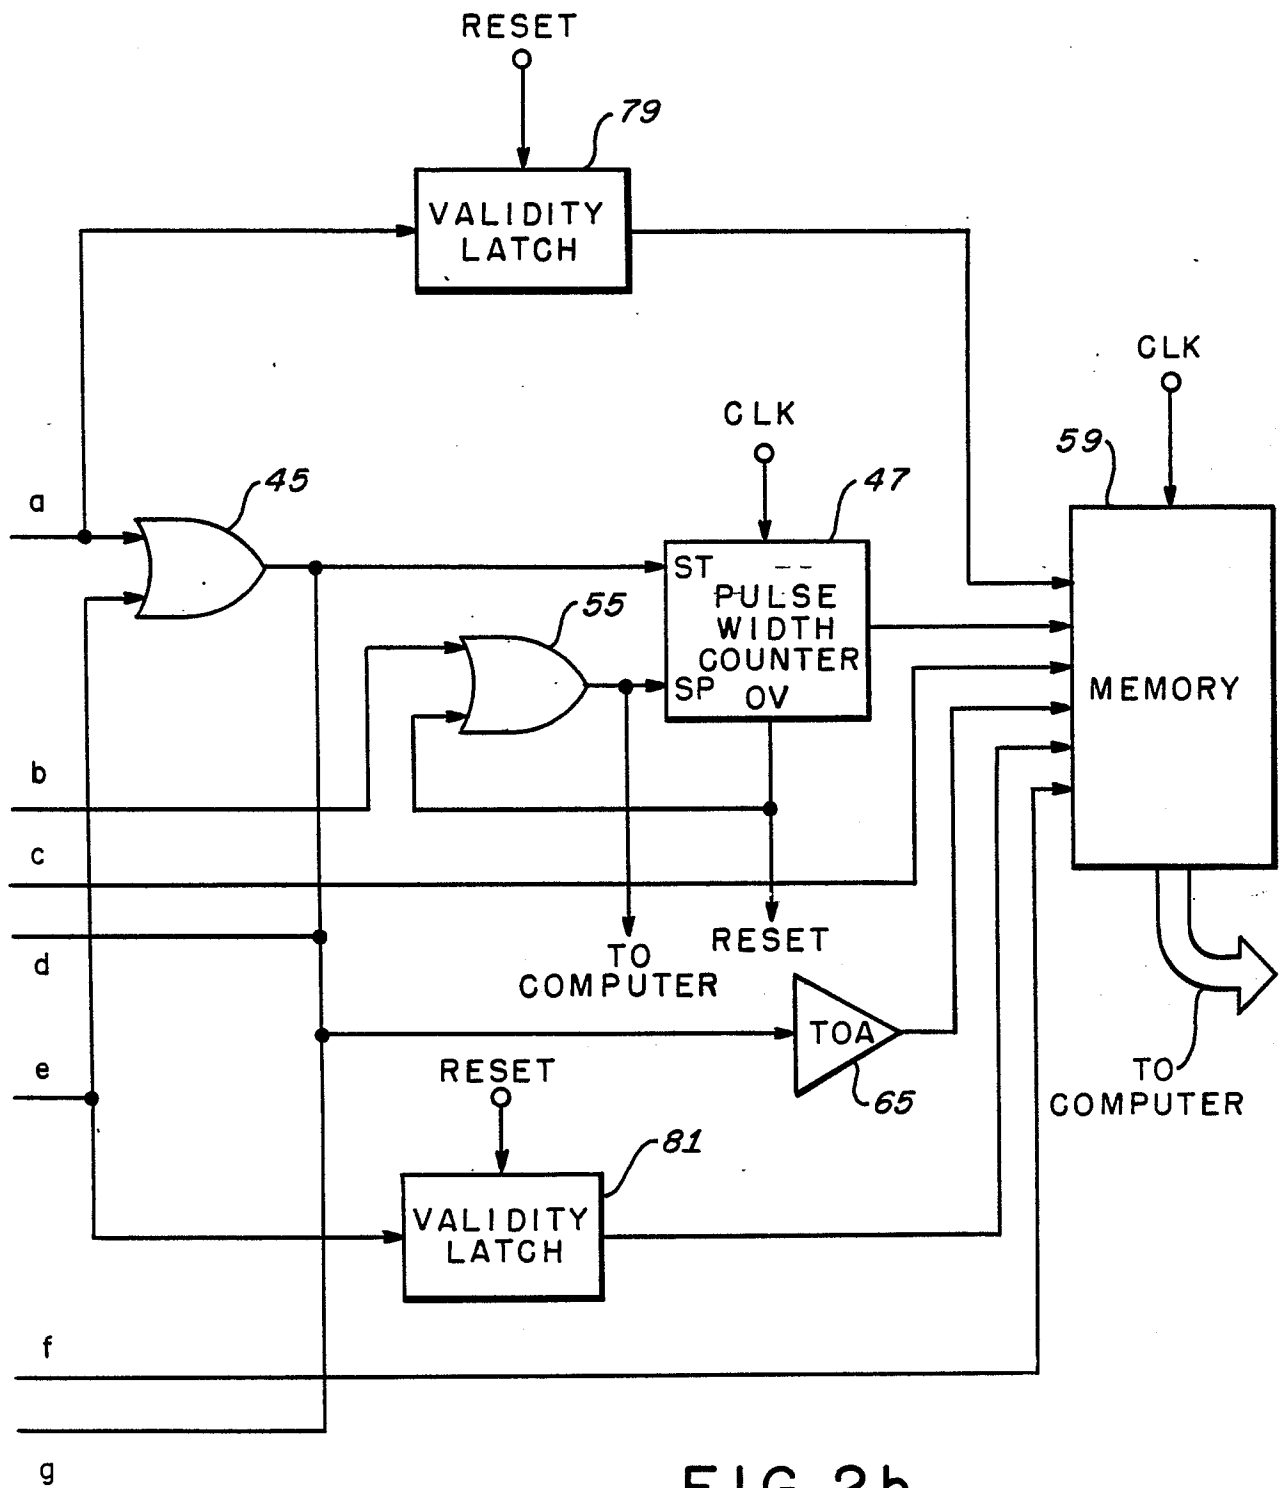 RESET
79
VALIDITY
LATCH
CLK
59
CLK
47
45
a
ST
PULSE
WIDTH
COUNTER
55
SP
OV
MEMORY
b
c
d
TO
COMPUTER
RESET
TOA
65
e
RESET
TO
COMPUTER
81
VALIDITY
LATCH
f
g